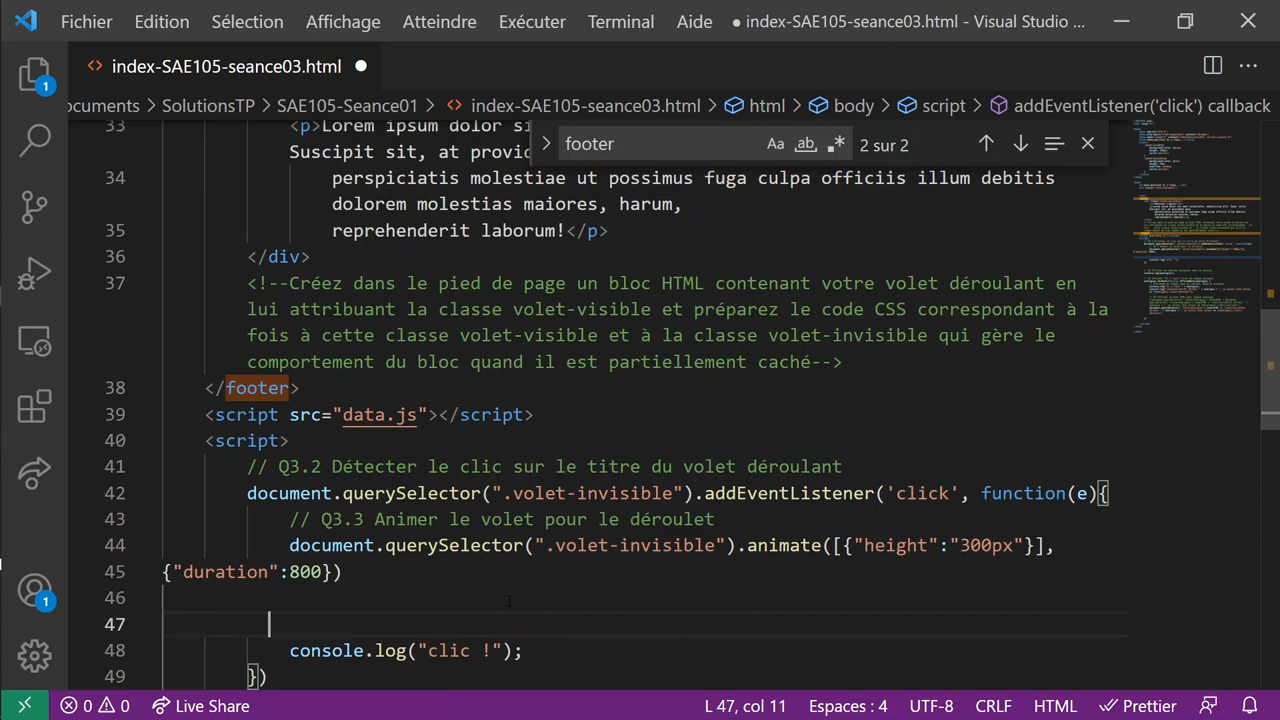 Fichier Edition Sélection Affichage Atteindre Exécuter Terminal Aide ● index-SAE105-seance03.html - Visual Studio ...
<> index-SAE105-seance03.html ●
ocuments > SolutionsTP > SAE105-Seance01 > <> index-SAE105-seance03.html > html > body > script > addEventListener('click') callback
footer Aa ab 2 sur 2
33 <p>Lorem ipsum dolor si
Suscipit sit, ab provid
34 perspiciatis molestiae ut possimus fuga culpa officiis illum debitis
dolorem molestias maiores, harum,
35 reprehenderit laborum!</p>
36 </div>
37 <!--Créez dans le pied de page un bloc HTML contenant votre volet déroulant en
lui attribuant la classe volet-visible et préparez le code CSS correspondant à la
fois à cette classe volet-visible et à la classe volet-invisible qui gère le
comportement du bloc quand il est partiellement caché-->
38 </footer>
39 <script src="data.js"></script>
40 <script>
41 // Q3.2 Détecter le clic sur le titre du volet déroulant
42 document.querySelector(".volet-invisible").addEventListener('click', function(e){
43 // Q3.3 Animer le volet pour le déroulet
44 document.querySelector(".volet-invisible").animate([{"height":"300px"}],
45 {"duration":800})
46
47
48 console.log("clic !");
49 })
1
1
0 0 Live Share L 47, col 11 Espaces : 4 UTF-8 CRLF HTML Prettier